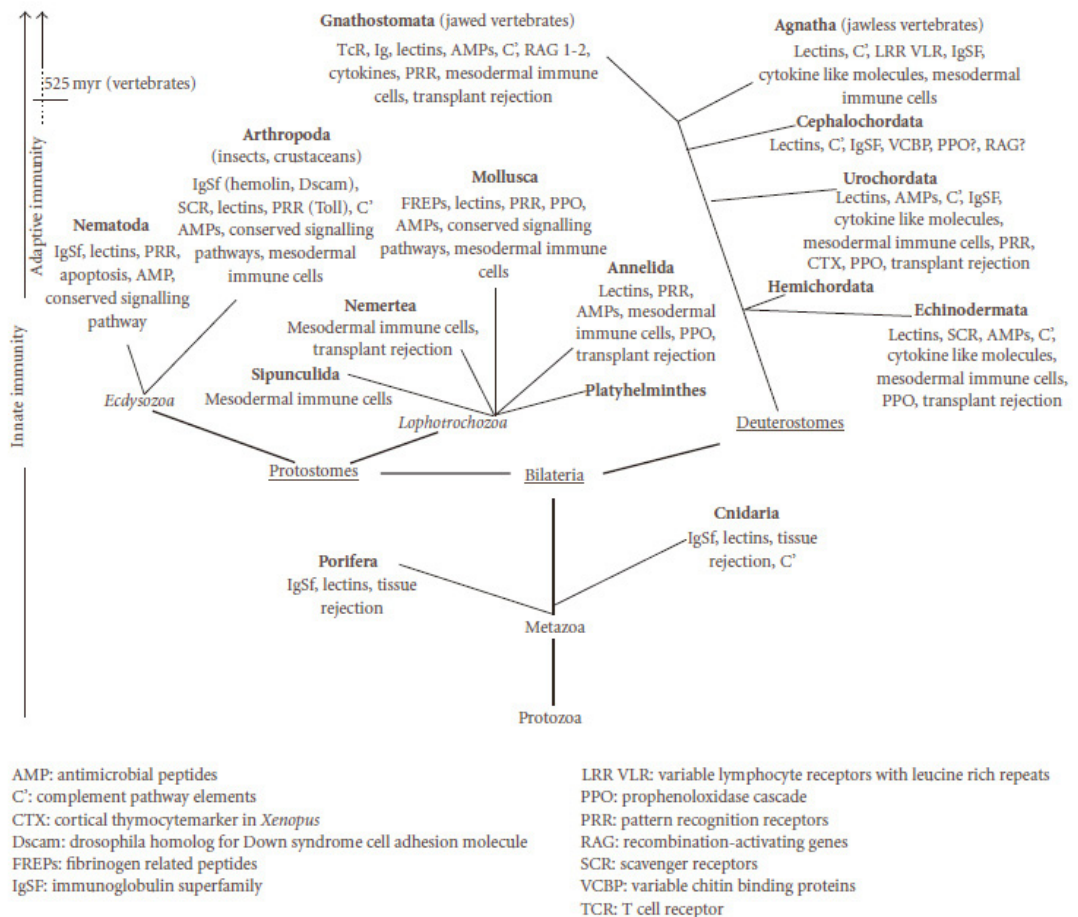 Gnathostomata (jawed vertebrates)
TcR, Ig, lectins, AMPs, C', RAG 1-2,
cytokines, PRR, mesodermal immune
cells, transplant rejection
Agnatha (jawless vertebrates)
Lectins, C', LRR VLR, IgSF,
cytokine like molecules, mesodermal
immune cells
525 myr (vertebrates)
Adaptive immunity
Innate immunity
Cephalochordata
Lectins, C', IgSF, VCBP, PPO?, RAG?
Arthropoda
(insects, crustaceans)
IgSf (hemolin, Dscam),
SCR, lectins, PRR (Toll), C'
AMPs, conserved signalling
pathways, mesodermal
immune cells
Mollusca
FREPs, lectins, PRR, PPO,
AMPs, conserved signalling
pathways, mesodermal immune
cells
Urochordata
Lectins, AMPs, C', IgSF,
cytokine like molecules,
mesodermal immune cells, PRR,
CTX, PPO, transplant rejection
Nematoda
IgSf, lectins, PRR,
apoptosis, AMP,
conserved signalling
pathway
Annelida
Lectins, PRR,
AMPs, mesodermal
immune cells, PPO,
transplant rejection
Hemichordata
Echinodermata
Lectins, SCR, AMPs, C',
cytokine like molecules,
mesodermal immune cells,
PPO, transplant rejection
Nemertea
Mesodermal immune cells,
transplant rejection
Sipunculida
Mesodermal immune cells
Platyhelminthes
Ecdysozoa
Lophotrochozoa
Deuterostomes
Protostomes
Bilateria
Cnidaria
IgSf, lectins, tissue
rejection, C'
Porifera
IgSf, lectins, tissue
rejection
Metazoa
Protozoa
AMP: antimicrobial peptides
C': complement pathway elements
CTX: cortical thymocytemarker in Xenopus
Dscam: drosophila homolog for Down syndrome cell adhesion molecule
FREPs: fibrinogen related peptides
IgSF: immunoglobulin superfamily
LRR VLR: variable lymphocyte receptors with leucine rich repeats
PPO: prophenoloxidase cascade
PRR: pattern recognition receptors
RAG: recombination-activating genes
SCR: scavenger receptors
VCBP: variable chitin binding proteins
TCR: T cell receptor